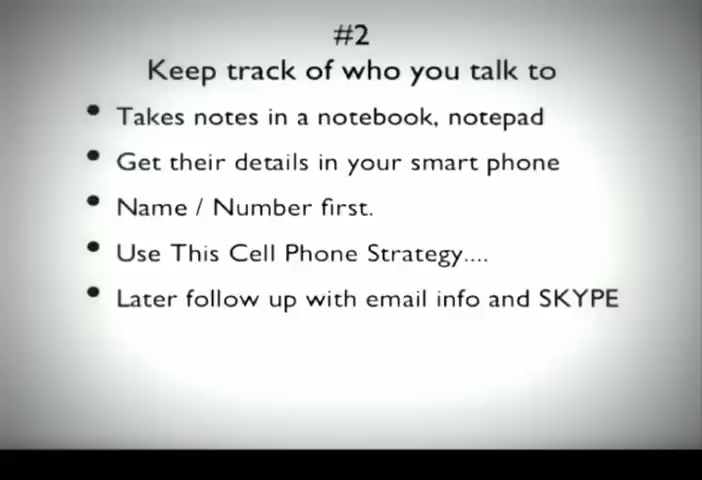 #2
Keep track of who you talk to
• Takes notes in a notebook, notepad
• Get their details in your smart phone
• Name / Number first.
• Use This Cell Phone Strategy....
• Later follow up with email info and SKYPE